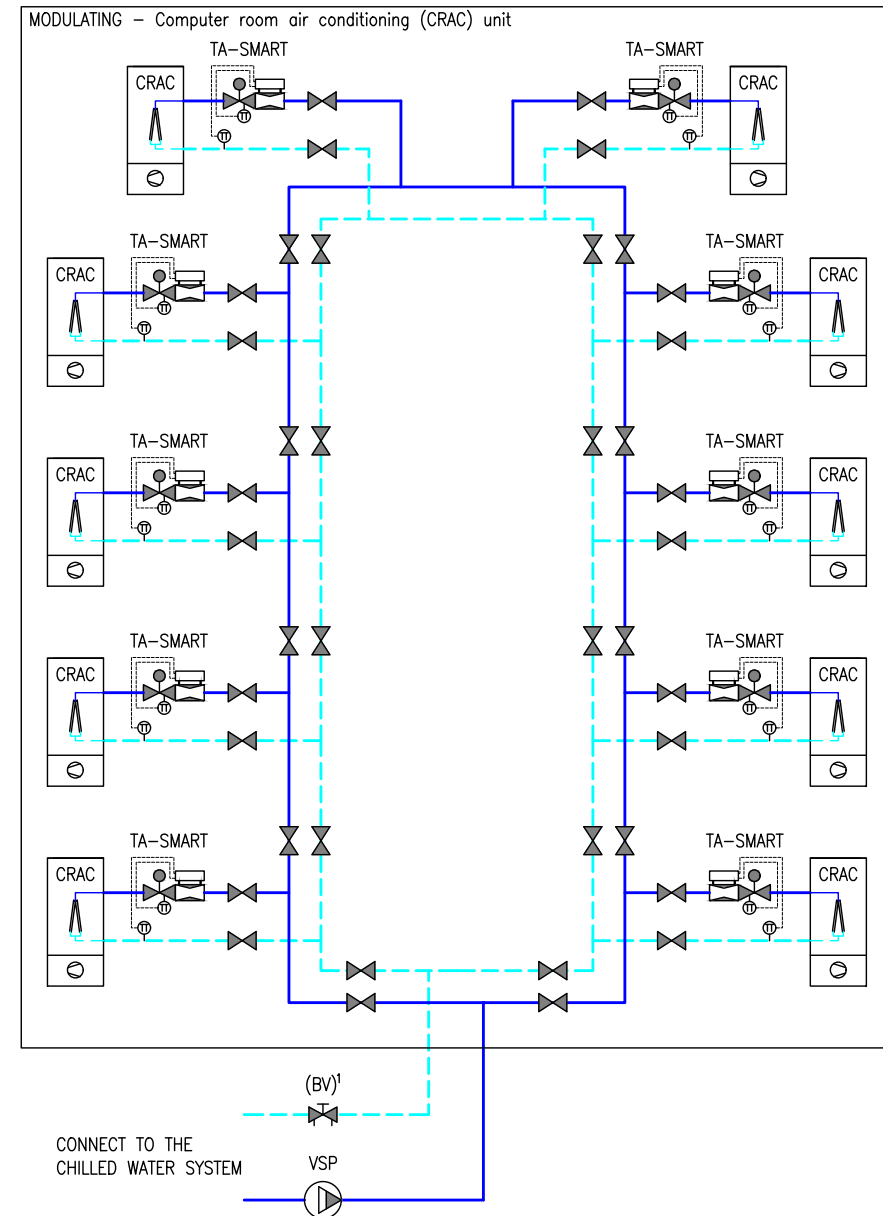 MODULATING – Computer room air conditioning (CRAC) unit
TA–SMART TA–SMART
CRAC CRAC
TA–SMART TA–SMART
CRAC CRAC
TA–SMART TA–SMART
CRAC CRAC
TA–SMART TA–SMART
CRAC CRAC
TA–SMART TA–SMART
CRAC CRAC
(BV)¹
CONNECT TO THE
CHILLED WATER SYSTEM
VSP